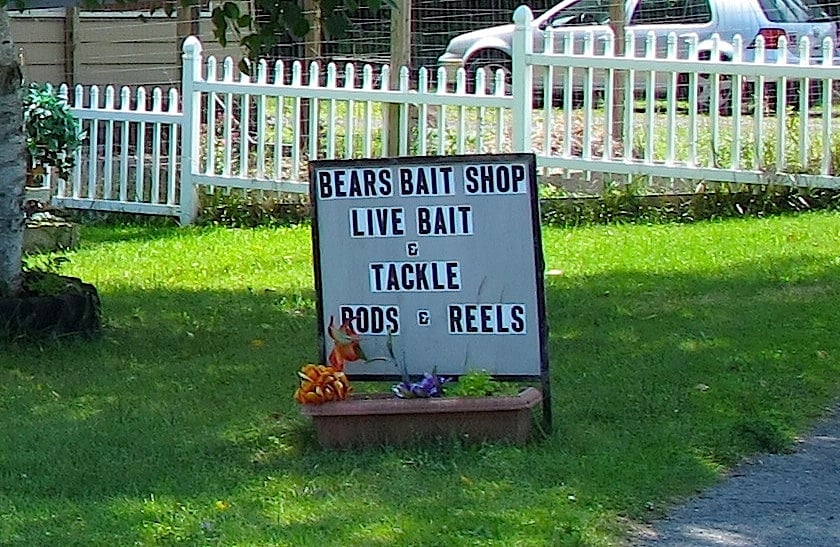 BEARS BAIT SHOP
LIVE BAIT
&
TACKLE
RODS & REELS